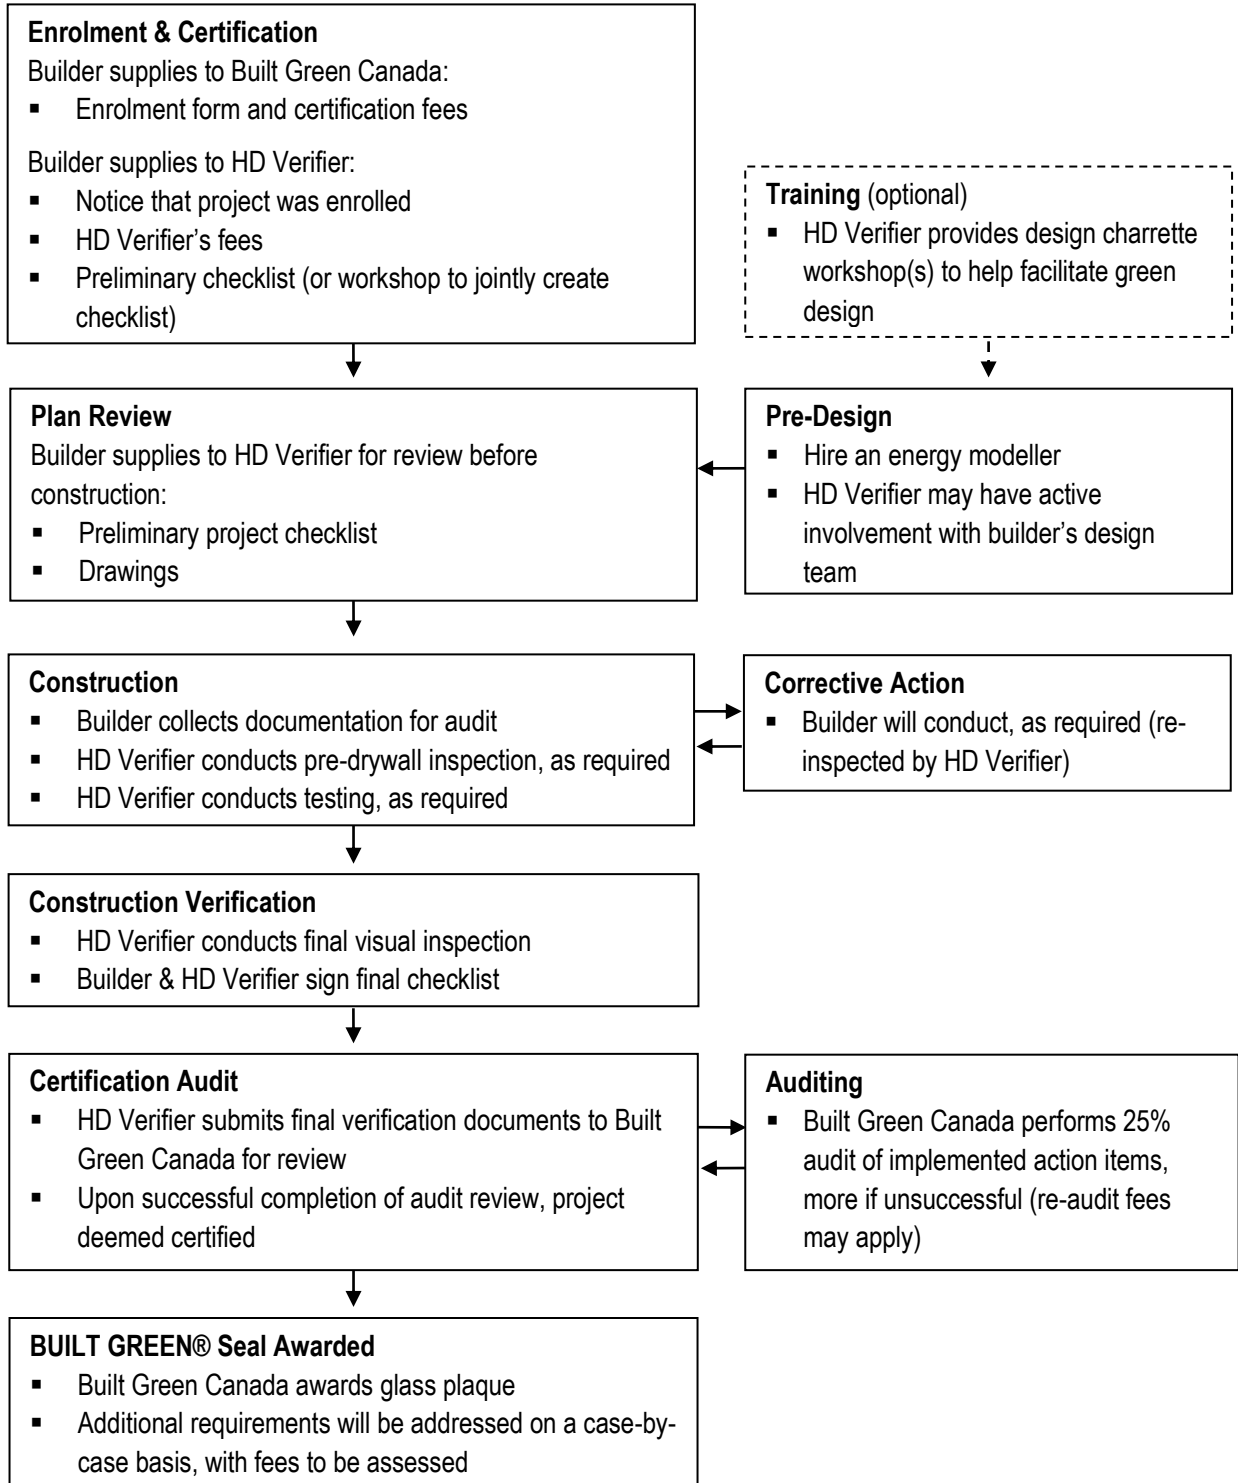 Enrolment & Certification
Builder supplies to Built Green Canada:
▪ Enrolment form and certification fees
Builder supplies to HD Verifier:
▪ Notice that project was enrolled
▪ HD Verifier’s fees
▪ Preliminary checklist (or workshop to jointly create
checklist)
Training (optional)
▪ HD Verifier provides design charrette
workshop(s) to help facilitate green
design
Plan Review
Builder supplies to HD Verifier for review before
construction:
▪ Preliminary project checklist
▪ Drawings
Pre-Design
▪ Hire an energy modeller
▪ HD Verifier may have active
involvement with builder’s design
team
Construction
▪ Builder collects documentation for audit
▪ HD Verifier conducts pre-drywall inspection, as required
▪ HD Verifier conducts testing, as required
Corrective Action
▪ Builder will conduct, as required (re-
inspected by HD Verifier)
Construction Verification
▪ HD Verifier conducts final visual inspection
▪ Builder & HD Verifier sign final checklist
Certification Audit
▪ HD Verifier submits final verification documents to Built
Green Canada for review
▪ Upon successful completion of audit review, project
deemed certified
Auditing
▪ Built Green Canada performs 25%
audit of implemented action items,
more if unsuccessful (re-audit fees
may apply)
BUILT GREEN® Seal Awarded
▪ Built Green Canada awards glass plaque
▪ Additional requirements will be addressed on a case-by-
case basis, with fees to be assessed